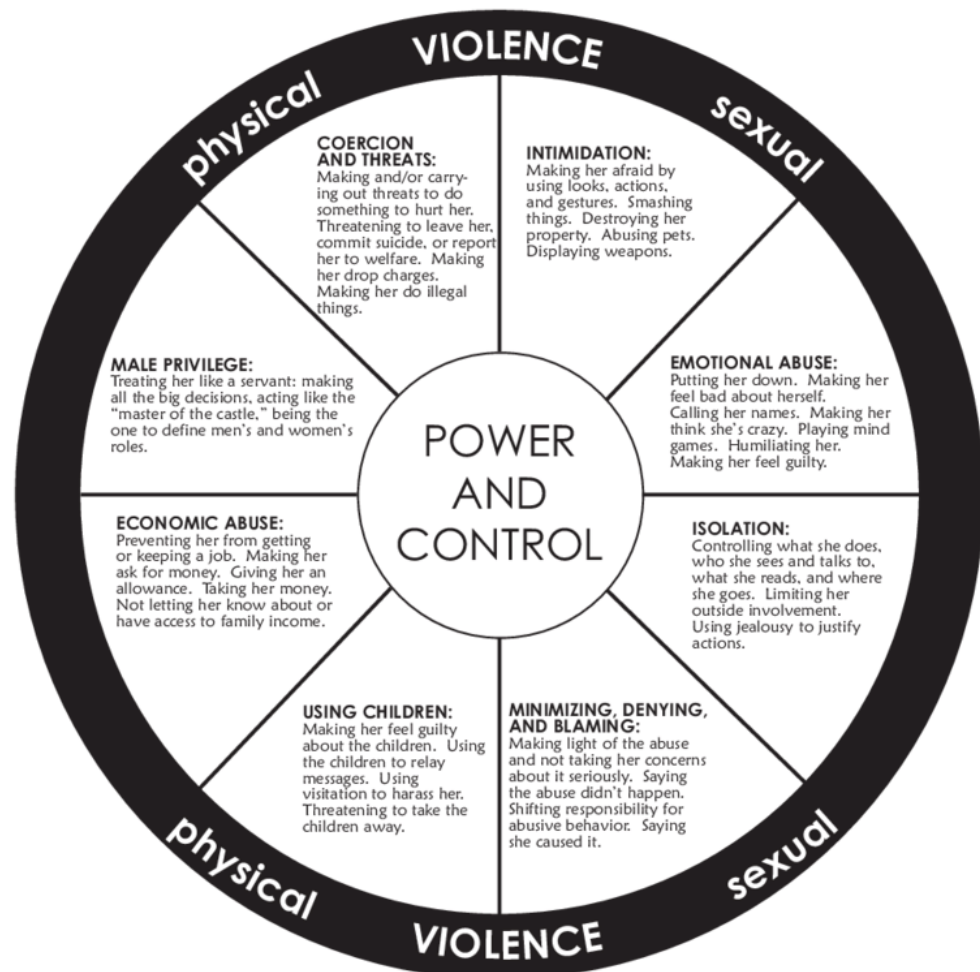 physical
VIOLENCE
sexual
COERCION
AND THREATS:
Making and/or carry-
ing out threats to do
something to hurt her.
Threatening to leave her,
commit suicide, or report
her to welfare.  Making
her drop charges.
Making her do illegal
things.
INTIMIDATION:
Making her afraid by
using looks, actions,
and gestures.  Smashing
things.  Destroying her
property.  Abusing pets.
Displaying weapons.
MALE PRIVILEGE:
Treating her like a servant: making
all the big decisions, acting like the
“master of the castle,” being the
one to define men’s and women’s
roles.
EMOTIONAL ABUSE:
Putting her down.  Making her
feel bad about herself.
Calling her names.  Making her
think she’s crazy.  Playing mind
games.  Humiliating her.
Making her feel guilty.
POWER
AND
CONTROL
ECONOMIC ABUSE:
Preventing her from getting
or keeping a job.  Making her
ask for money.  Giving her an
allowance.  Taking her money.
Not letting her know about or
have access to family income.
ISOLATION:
Controlling what she does,
who she sees and talks to,
what she reads, and where
she goes.  Limiting her
outside involvement.
Using jealousy to justify
actions.
USING CHILDREN:
Making her feel guilty
about the children.  Using
the children to relay
messages.  Using
visitation to harass her.
Threatening to take the
children away.
MINIMIZING, DENYING,
AND BLAMING:
Making light of the abuse
and not taking her concerns
about it seriously.  Saying
the abuse didn’t happen.
Shifting responsibility for
abusive behavior.  Saying
she caused it.
physical
VIOLENCE
sexual